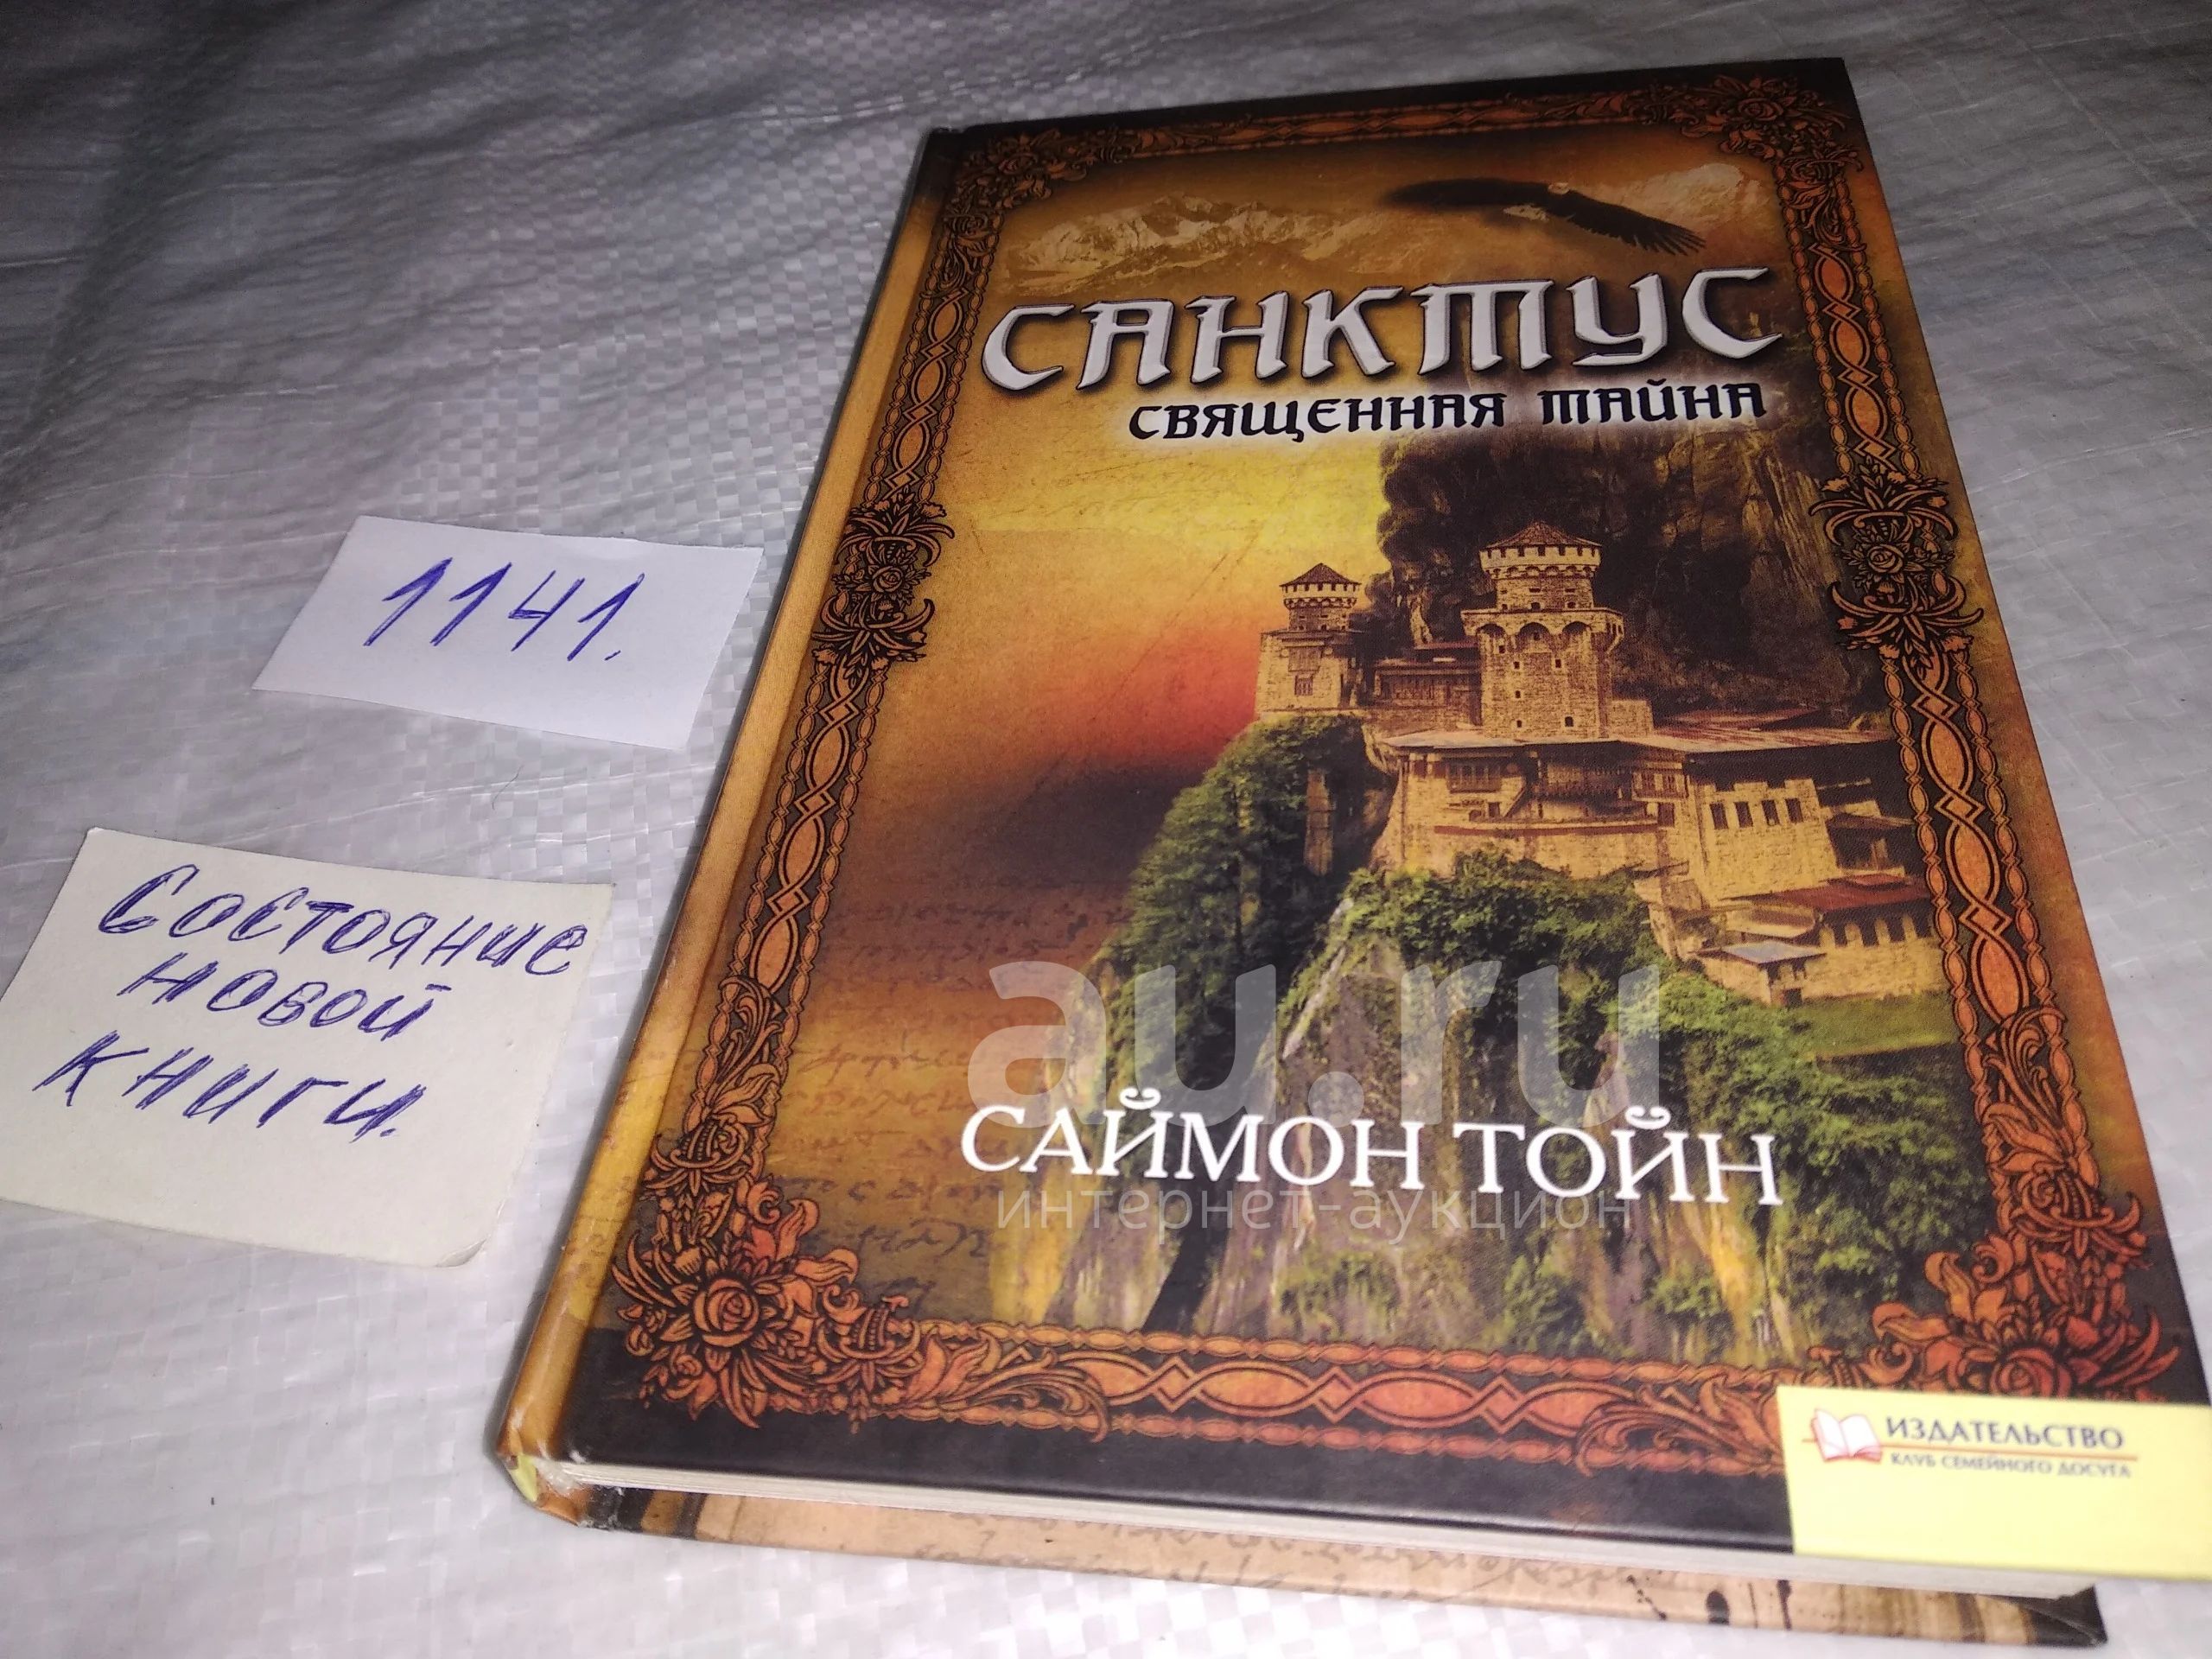 САНКТУС
СВЯЩЕННАЯ ТАЙНА
1141.
Состояние
новой
книги.
au.ru
САЙМОН ТОЙН
интернет-аукцион
ИЗДАТЕЛЬСТВО
КЛУБ СЕМЕЙНОГО ДОСУГА